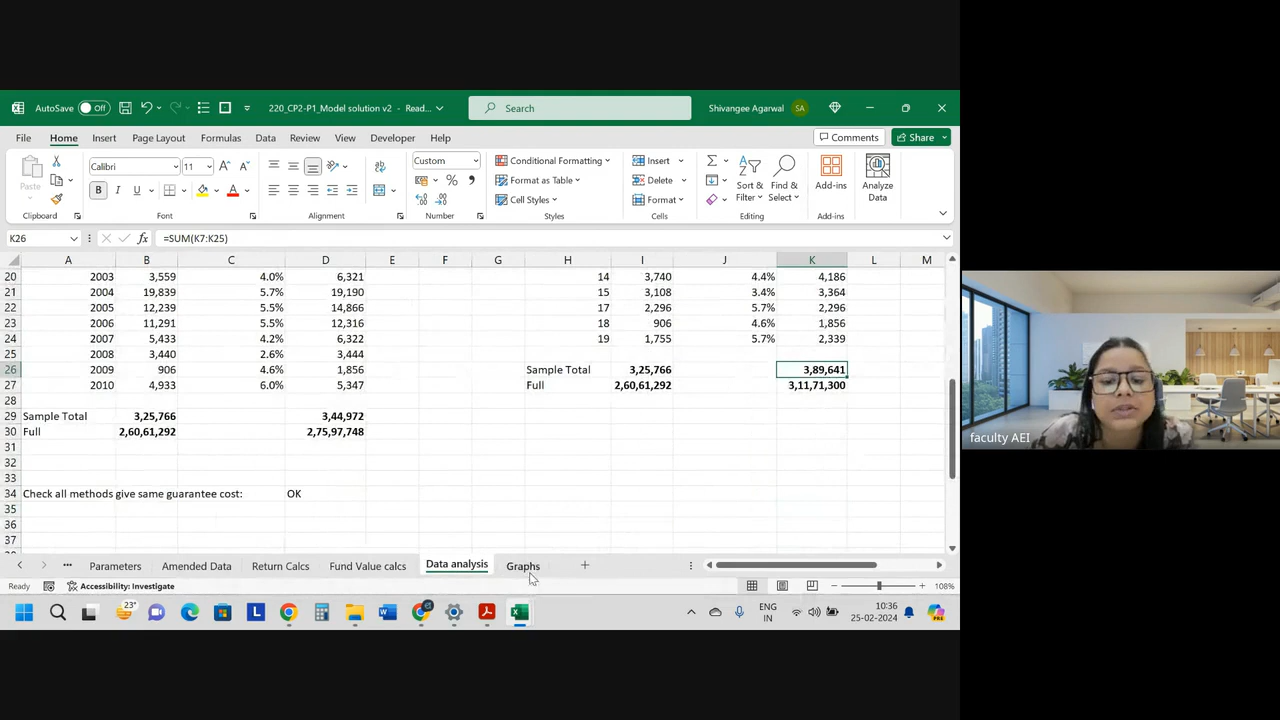 AutoSave Off 220_CP2-P1_Model solution v2 - Read... Search Shivangee Agarwal SA
File Home Insert Page Layout Formulas Data Review View Developer Help Comments Share
Paste Calibri 11 Custom Conditional Formatting Insert Sort & Filter Find & Select Add-ins Analyze Data
B I U Format as Table Delete
Cell Styles Format
Clipboard Font Alignment Number Styles Cells Editing Add-ins
K26 fx =SUM(K7:K25)
A B C D E F G H I J K L M
20 2003 3,559 4.0% 6,321 14 3,740 4.4% 4,186
21 2004 19,839 5.7% 19,190 15 3,108 3.4% 3,364
22 2005 12,239 5.5% 14,866 17 2,296 5.7% 2,296
23 2006 11,291 5.5% 12,316 18 906 4.6% 1,856
24 2007 5,433 4.2% 6,322 19 1,755 5.7% 2,339
25 2008 3,440 2.6% 3,444
26 2009 906 4.6% 1,856 Sample Total 3,25,766 3,89,641
27 2010 4,933 6.0% 5,347 Full 2,60,61,292 3,11,71,300
28
29 Sample Total 3,25,766 3,44,972
30 Full 2,60,61,292 2,75,97,748
31
32
33
34 Check all methods give same guarantee cost: OK
35
36
37
Parameters Amended Data Return Calcs Fund Value calcs Data analysis Graphs
Ready Accessibility: Investigate 108%
23° ENG IN 10:36 25-02-2024
faculty AEI